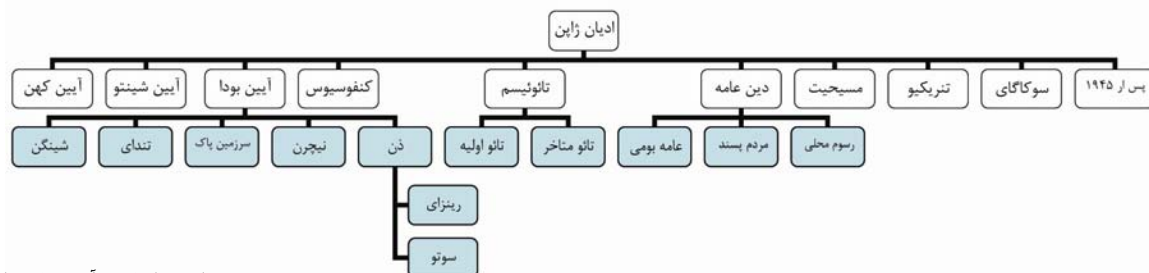 ادیان ژاپن
پس ار ۱۹۴۵
سوکاگای
تنریکیو
مسیحیت
دین عامه
تائوئیسم
کنفوسیوس
آیین بودا
آیین شینتو
آیین کهن
رسوم محلی
مردم پسند
عامه بومی
تائو متاخر
تائو اولیه
ذن
نیچرن
سرزمین پاک
تندای
شینگن
رینزای
سوتو